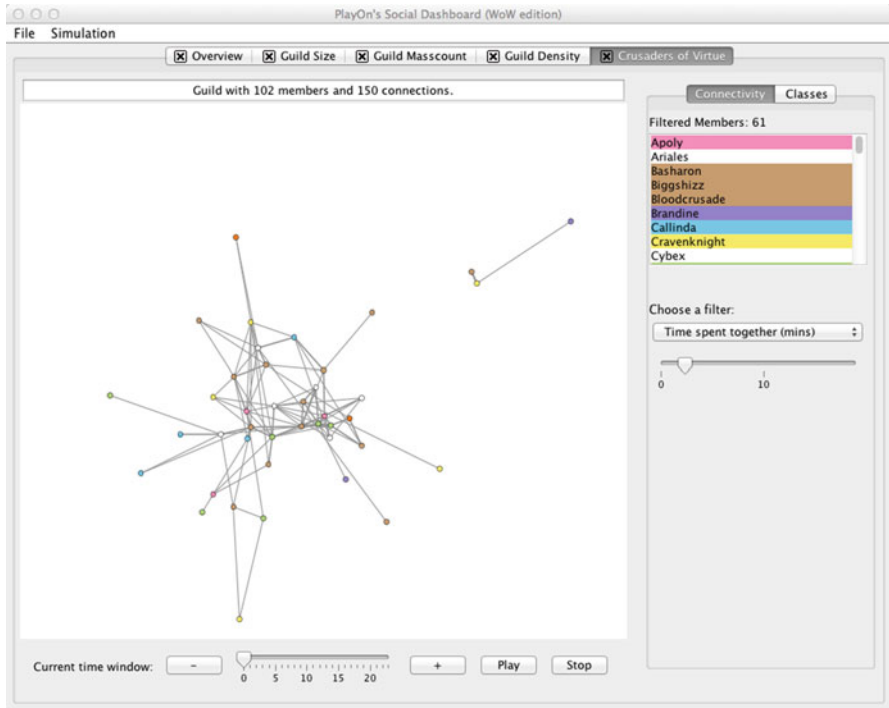 PlayOn's Social Dashboard (WoW edition)
File Simulation
Overview Guild Size Guild Masscount Guild Density Crusaders of Virtue
Guild with 102 members and 150 connections.
Connectivity Classes
Filtered Members: 61
Apoly
Ariales
Basharon
Biggshizz
Bloodcrusade
Brandine
Callinda
Cravenknight
Cybex
Choose a filter:
Time spent together (mins)
0 10
Current time window: - + Play Stop
0 5 10 15 20